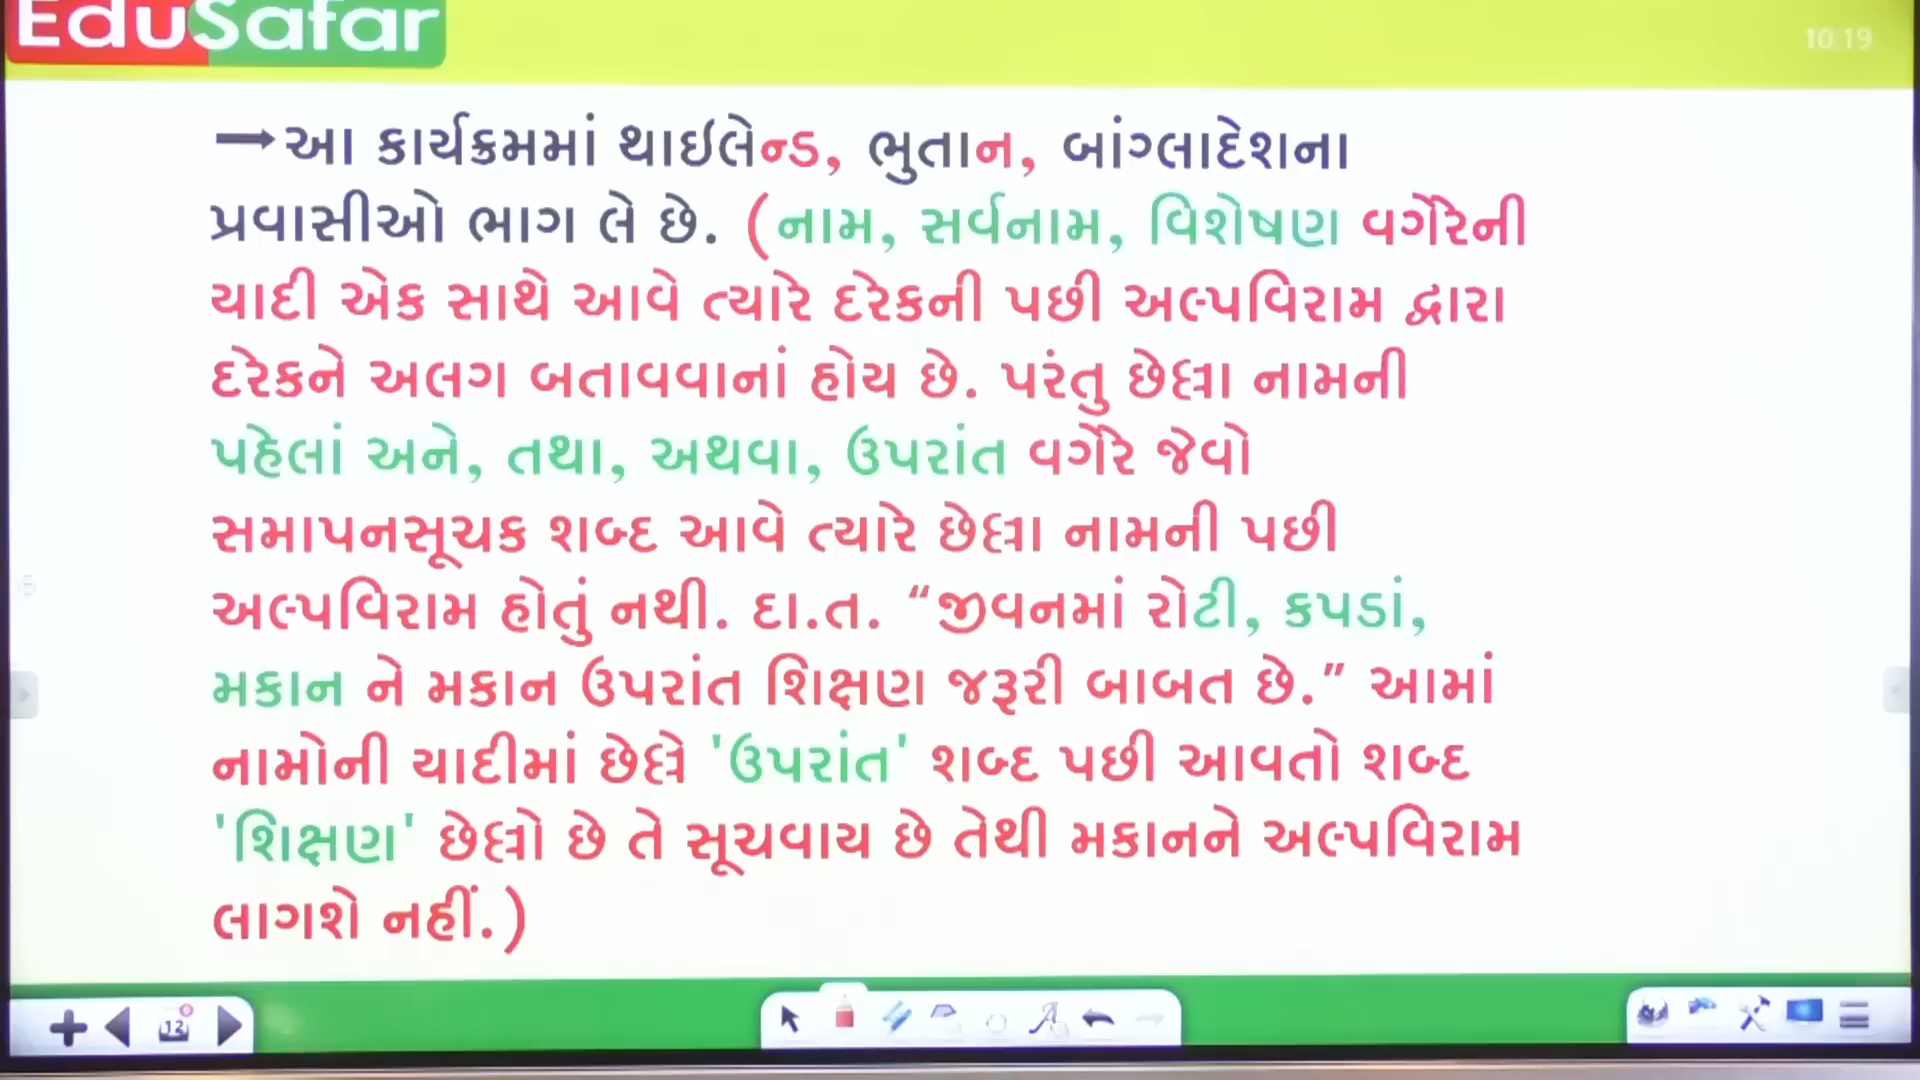 EduSafar
10:19
→આ કાર્યક્રમમાં થાઈલેન્ડ, ભુતાન, બાંગ્લાદેશના
પ્રવાસીઓ ભાગ લે છે. (નામ, સર્વનામ, વિશેષણ વગેરેની
યાદી એક સાથે આવે ત્યારે દરેકની પછી અલ્પવિરામ દ્વારા
દરેકને અલગ બતાવવાનાં હોય છે. પરંતુ છેલ્લા નામની
પહેલાં અને, તથા, અથવા, ઉપરાંત વગેરે જેવો
સમાપનસૂચક શબ્દ આવે ત્યારે છેલ્લા નામની પછી
અલ્પવિરામ હોતું નથી. દા.ત. “જીવનમાં રોટી, કપડાં,
મકાન ને મકાન ઉપરાંત શિક્ષણ જરૂરી બાબત છે.” આમાં
નામોની યાદીમાં છેલ્લે 'ઉપરાંત' શબ્દ પછી આવતો શબ્દ
'શિક્ષણ' છેલ્લો છે તે સૂચવાય છે તેથી મકાનને અલ્પવિરામ
લાગશે નહીં.)
12